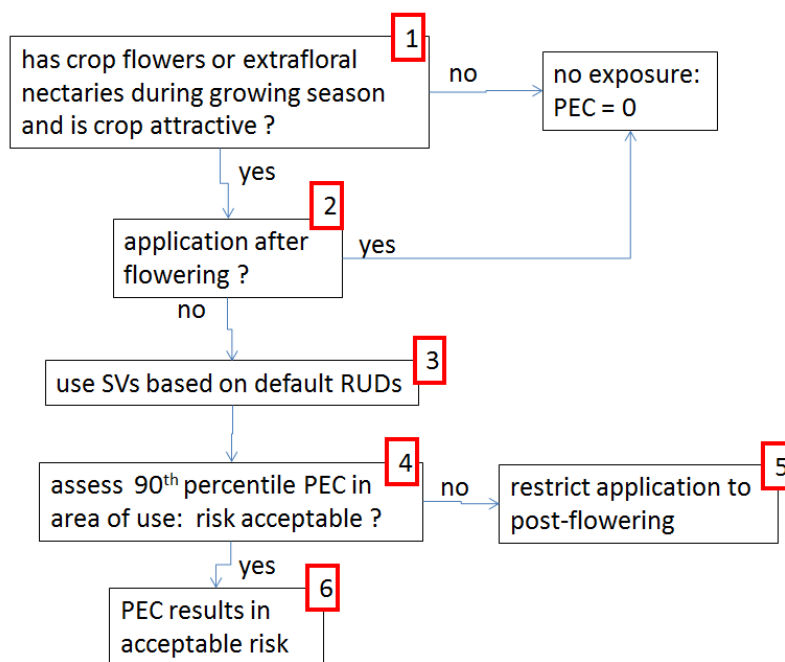 1
has crop flowers or extrafloral
nectaries during growing season
and is crop attractive ?
no
no exposure:
PEC = 0
yes
2
application after
flowering ?
yes
no
3
use SVs based on default RUDs
4
assess 90th percentile PEC in
area of use: risk acceptable ?
no
5
restrict application to
post-flowering
yes
6
PEC results in
acceptable risk